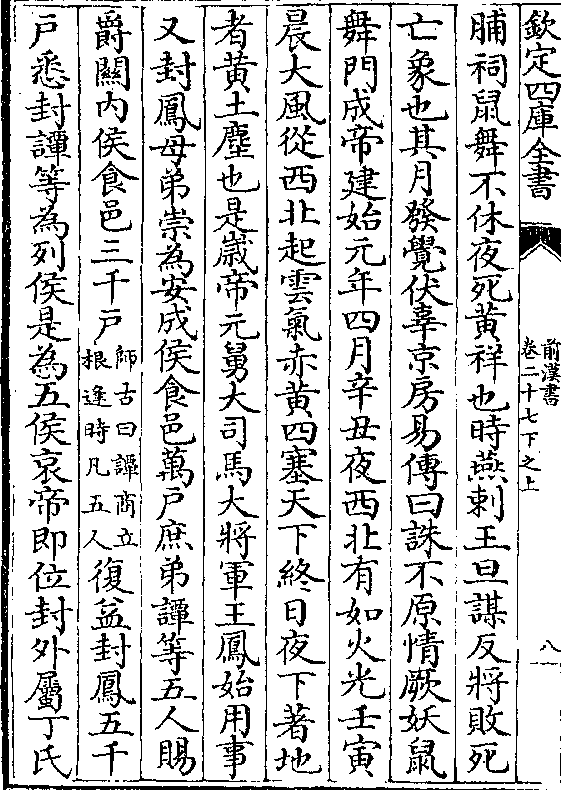 欽定四庫全書
前漢書
卷二十七下之上
八
脯祠鼠舞不休夜死黃祥也時燕剌王旦謀反將敗死
亡象也其月發覺伏辜京房易傳曰誅不原情厥妖鼠
舞門成帝建始元年四月辛丑夜西北有如火光壬寅
晨大風從西北起雲氣赤黃四塞天下終日夜下著地
者黃土塵也是歲帝元舅大司馬大將軍王鳳始用事
又封鳳母弟崇為安成侯食邑萬戶庶弟譚等五人賜
爵關內侯食邑三千戶
師古曰譚商立
根逢時凡五人
復益封鳳五千
戶悉封譚等為列侯是為五侯哀帝即位封外屬丁氏